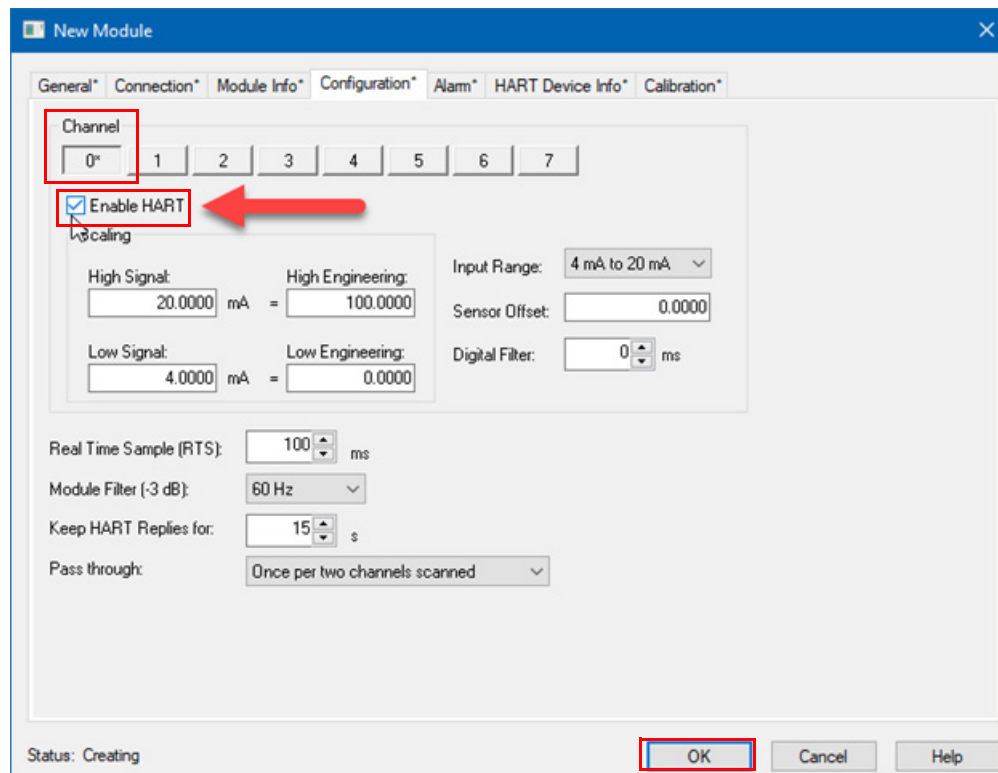 New Module
General* Connection* Module Info* Configuration* Alarm* HART Device Info* Calibration*
Channel
0* 1 2 3 4 5 6 7
Enable HART
Scaling
High Signal: High Engineering:
20.0000 mA = 100.0000
Low Signal: Low Engineering:
4.0000 mA = 0.0000
Input Range: 4 mA to 20 mA
Sensor Offset: 0.0000
Digital Filter: 0 ms
Real Time Sample (RTS): 100 ms
Module Filter (-3 dB): 60 Hz
Keep HART Replies for: 15 s
Pass through: Once per two channels scanned
Status: Creating OK Cancel Help